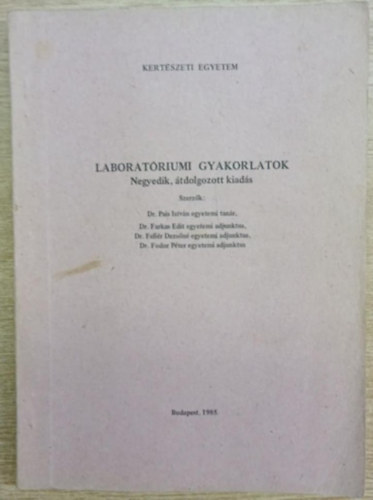 KERTÉSZETI EGYETEM
LABORATÓRIUMI GYAKORLATOK
Negyedik, átdolgozott kiadás
Szerzők:
Dr. Pais István egyetemi tanár,
Dr. Farkas Edit egyetemi adjunktus,
Dr. Fellós Dezsőné egyetemi adjunktus,
Dr. Fodor Péter egyetemi adjunktus
Budapest, 1985